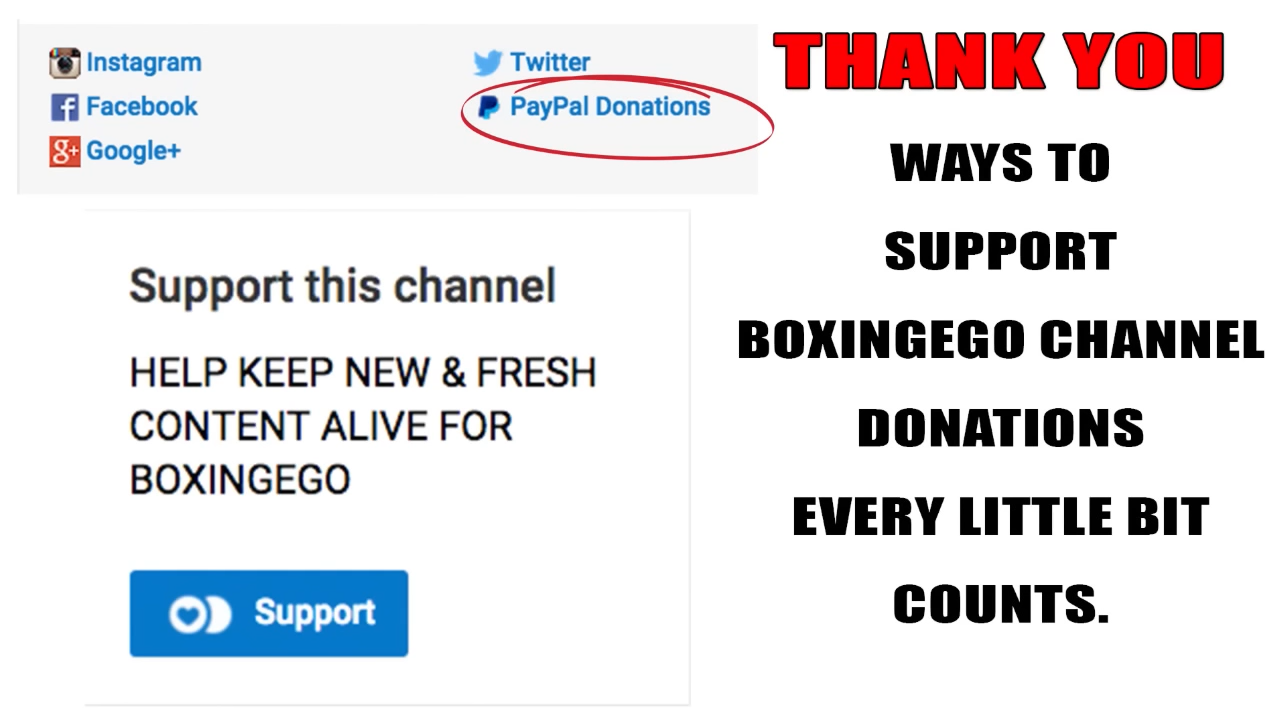 Instagram
Twitter
Facebook
PayPal Donations
g+ Google+
Support this channel
HELP KEEP NEW & FRESH
CONTENT ALIVE FOR
BOXINGEGO
Support
THANK YOU
WAYS TO
SUPPORT
BOXINGEGO CHANNEL
DONATIONS
EVERY LITTLE BIT
COUNTS.